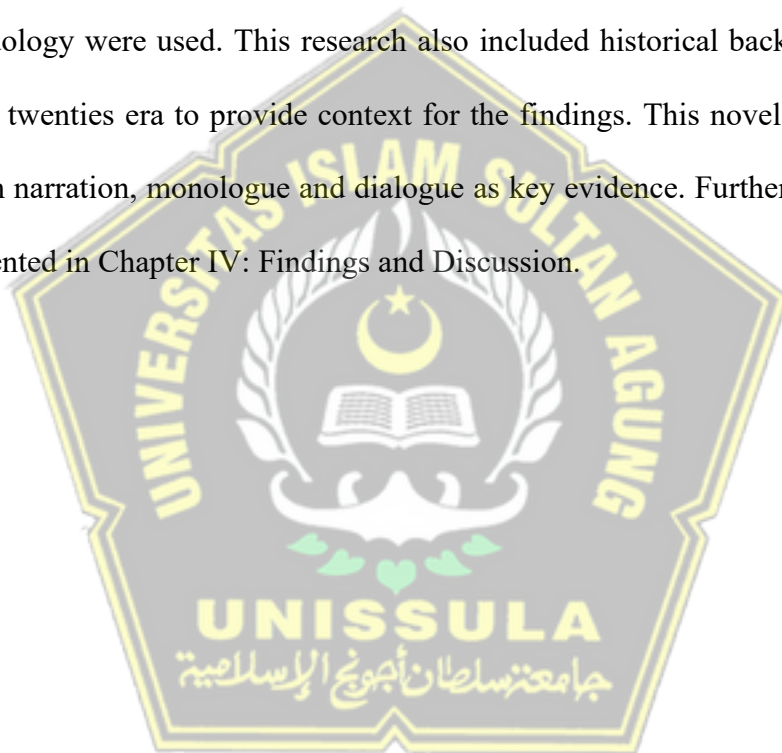 dology were used. This research also included historical back
twenties era to provide context for the findings. This novel
n narration, monologue and dialogue as key evidence. Further
ented in Chapter IV: Findings and Discussion.
UNIVERSITAS ISLAM SULTAN AGUNG
UNISSULA
جامعة سلطان أجونج الإسلامية